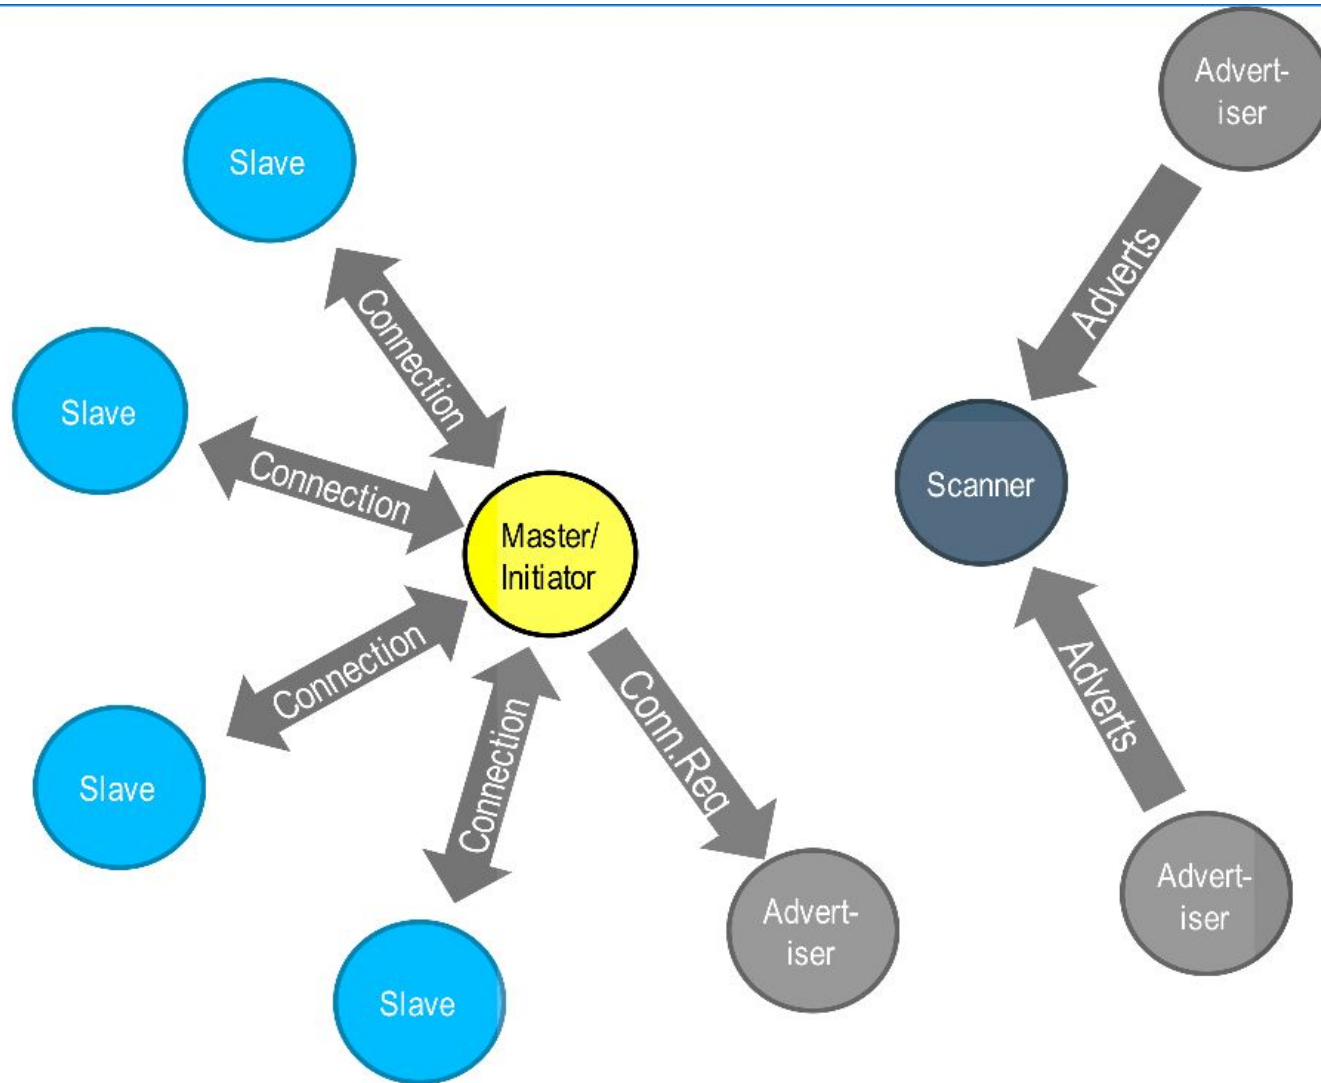 Advert-
iser
Slave
Adverts
Connection
Slave
Connection
Scanner
Master/
Initiator
Connection
Adverts
Connection
Conn.Req
Slave
Advert-
iser
Advert-
iser
Slave